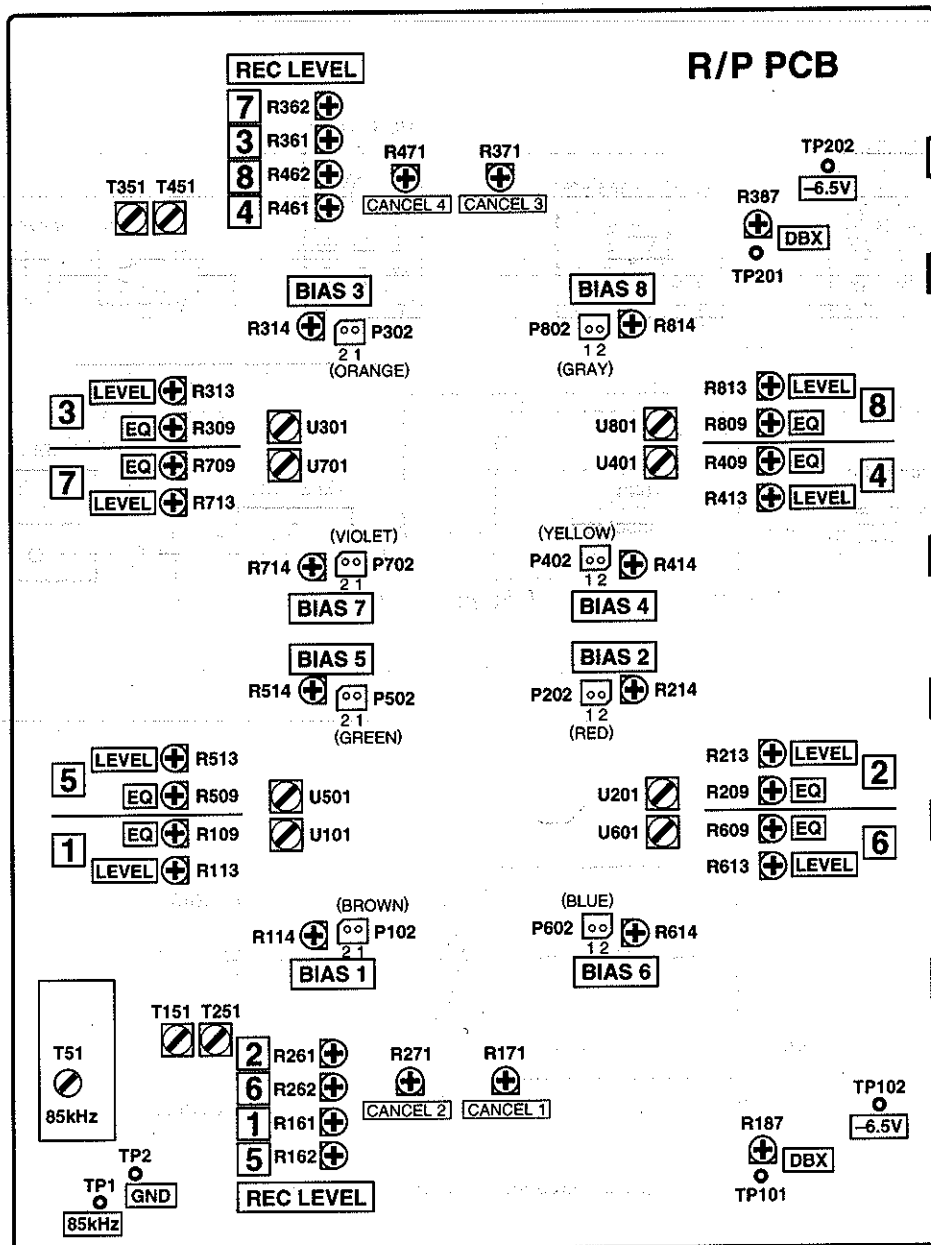 R/P PCB
REC LEVEL
7 R362
3 R361
8 R462
4 R461
R471
CANCEL 4
R371
CANCEL 3
T351 T451
TP202
–6.5V
R387
DBX
TP201
BIAS 3
R314 P302
2 1
(ORANGE)
BIAS 8
P802 R814
1 2
(GRAY)
3
LEVEL R313
EQ R309
7
EQ R709
LEVEL R713
U301
U701
U801
U401
R813 LEVEL
R809 EQ
8
R409 EQ
R413 LEVEL
4
(VIOLET)
R714 P702
2 1
BIAS 7
(YELLOW)
P402 R414
1 2
BIAS 4
BIAS 5
R514 P502
2 1
(GREEN)
BIAS 2
P202 R214
1 2
(RED)
5
LEVEL R513
EQ R509
1
EQ R109
LEVEL R113
U501
U101
U201
U601
R213 LEVEL
R209 EQ
2
R609 EQ
R613 LEVEL
6
(BROWN)
R114 P102
2 1
BIAS 1
(BLUE)
P602 R614
1 2
BIAS 6
T51
85kHz
T151 T251
2 R261
6 R262
1 R161
5 R162
REC LEVEL
R271
CANCEL 2
R171
CANCEL 1
TP102
–6.5V
R187
DBX
TP101
TP2
GND
TP1
85kHz